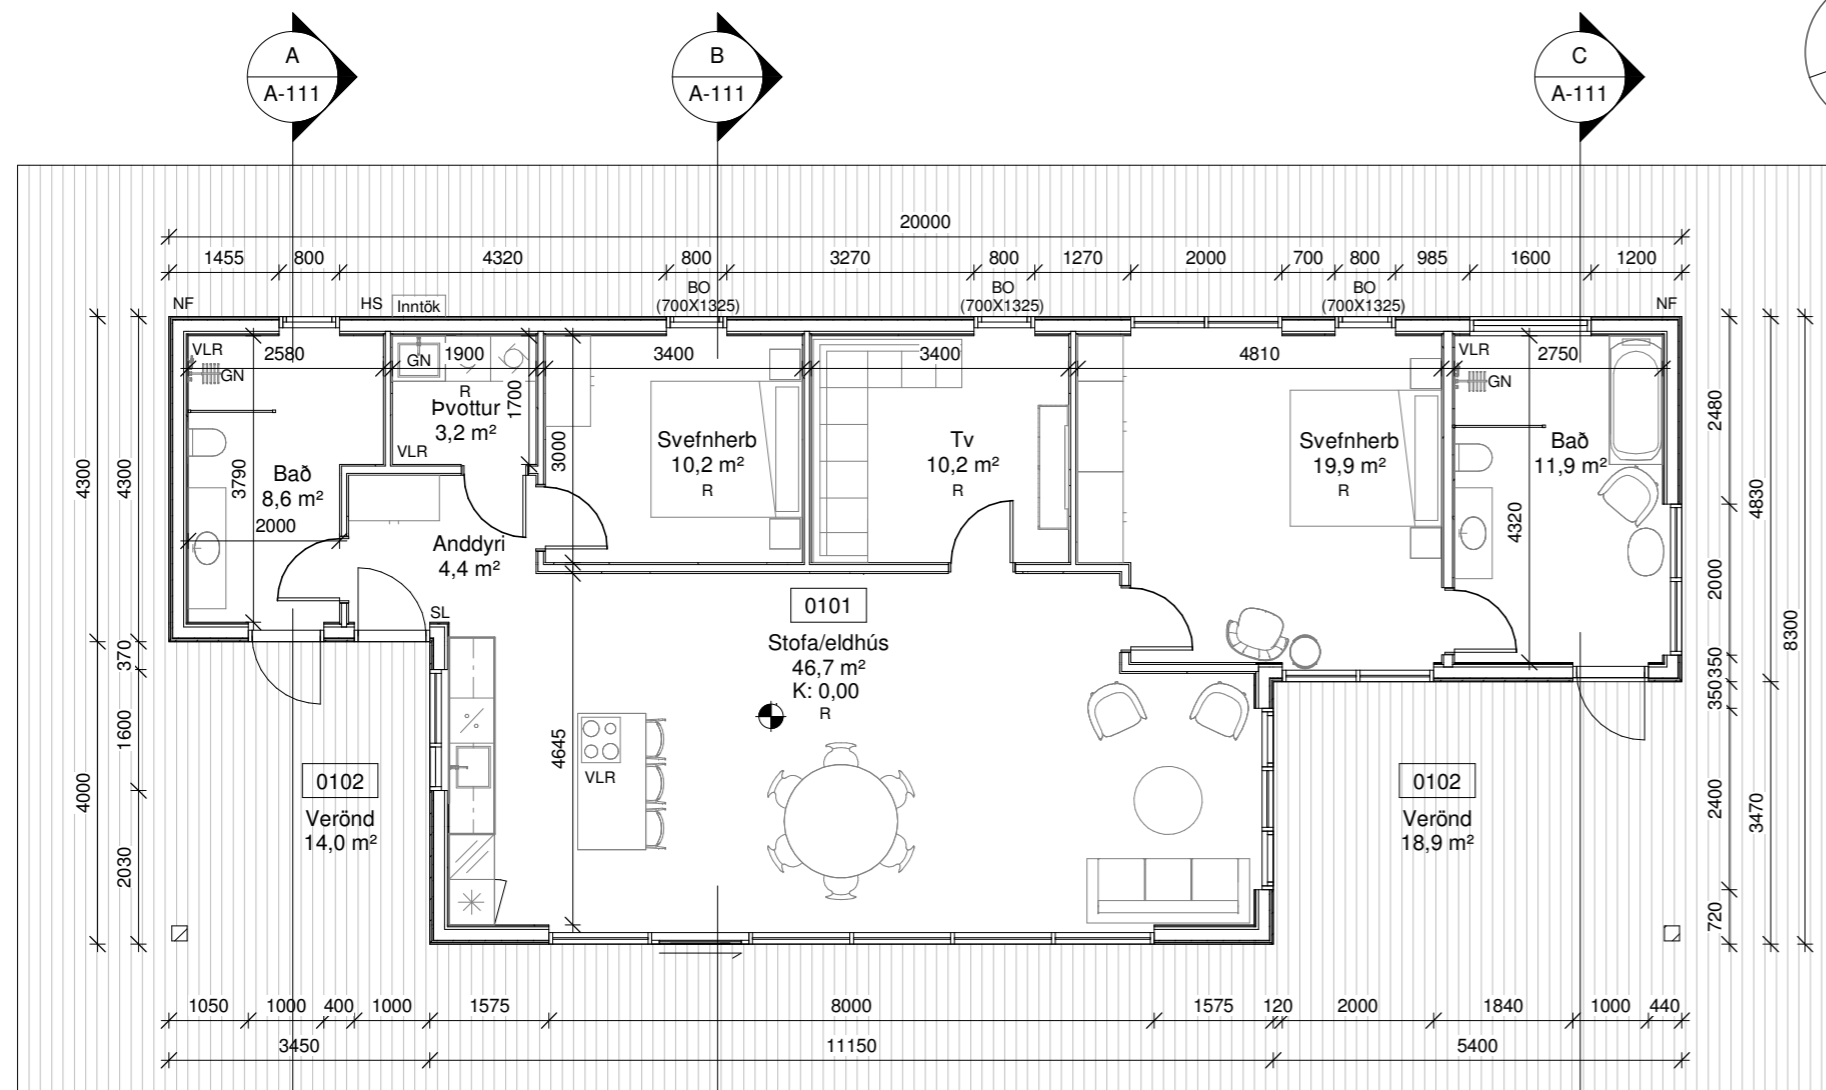 A
A-111
B
A-111
C
A-111
20000
1455 800 4320 800 3270 800 1270 2000 700 800 985 1600 1200
NF
HS
Inntök
BO
(700X1325)
BO
(700X1325)
BO
(700X1325)
NF
VLR
2580
GN
GN
1900
3400
3400
4810
VLR
2750
GN
R
Þvottur
3,2 m²
VLR
1700
3000
Svefnherb
10,2 m²
R
Tv
10,2 m²
R
Svefnherb
19,9 m²
R
Bað
11,9 m²
4320
Bað
8,6 m²
3790
2000
Anddyri
4,4 m²
SL
0101
Stofa/eldhús
46,7 m²
K: 0,00
R
4645
VLR
0102
Verönd
14,0 m²
0102
Verönd
18,9 m²
4300
4000
4300
370
1600
2030
2480
2000
350
350
2400
720
4830
3470
8300
1050 1000 400 1000 1575 8000 1575 120 2000 1840 1000 440
3450 11150 5400